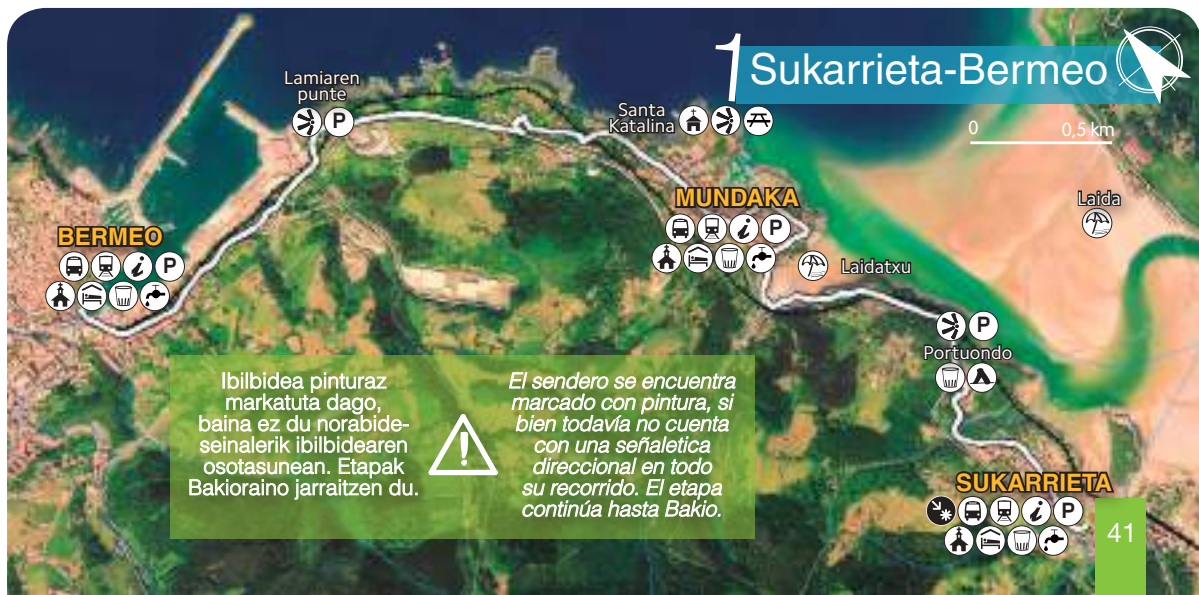 1 Sukarrieta-Bermeo
0 0,5 km
Lamiaren
punte
P
Santa
Katalina
MUNDAKA
i P
Laida
BERMEO
i P
Laidatxu
P
Portuondo
Ibilbidea pinturaz
markatuta dago,
baina ez du norabide-
seinalerik ibilbidearen
osotasunean. Etapak
Bakioraino jarraitzen du.
El sendero se encuentra
marcado con pintura, si
bien todavía no cuenta
con una señaletica
direccional en todo
su recorrido. El etapa
continúa hasta Bakio.
SUKARRIETA
i P
41